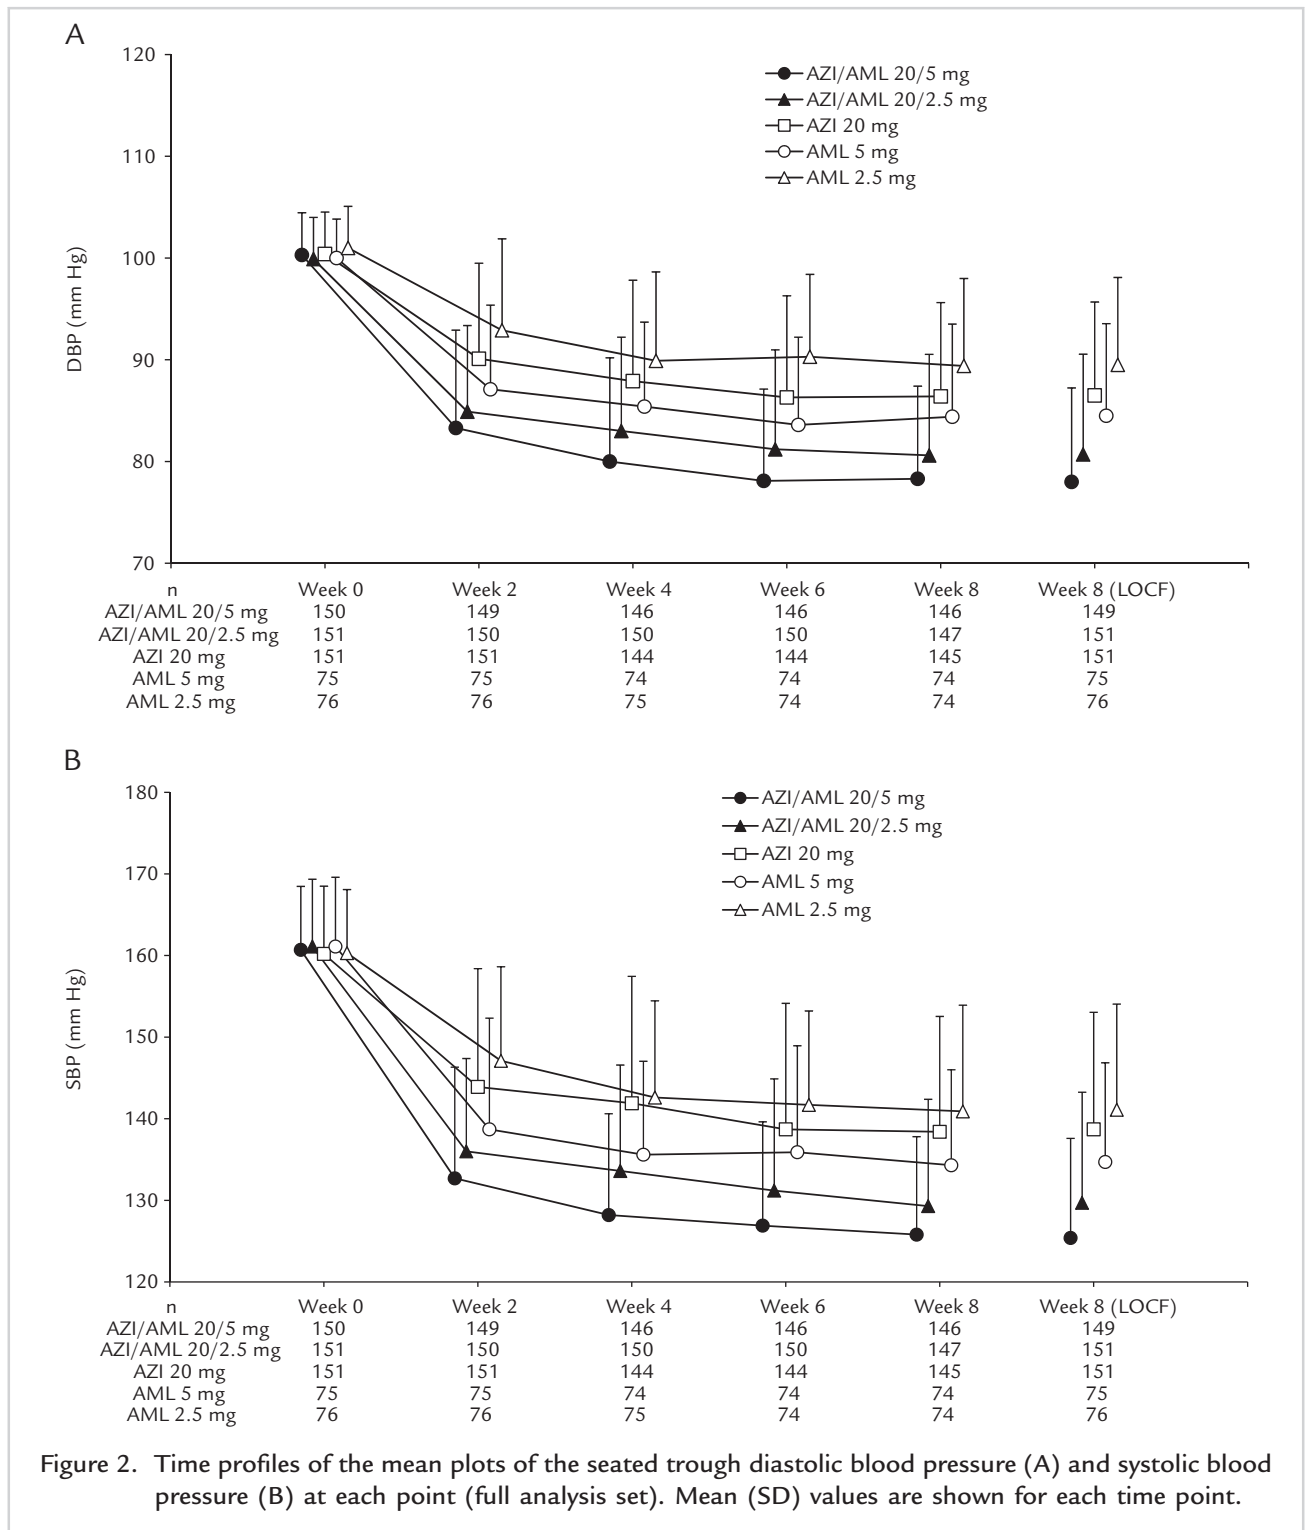 A
120
110
100
90
80
70
DBP (mm Hg)
AZI/AML 20/5 mg
AZI/AML 20/2.5 mg
AZI 20 mg
AML 5 mg
AML 2.5 mg
n Week 0 Week 2 Week 4 Week 6 Week 8 Week 8 (LOCF)
AZI/AML 20/5 mg 150 149 146 146 146 149
AZI/AML 20/2.5 mg 151 150 150 150 147 151
AZI 20 mg 151 151 144 144 145 151
AML 5 mg 75 75 74 74 74 75
AML 2.5 mg 76 76 75 74 74 76
B
180
170
160
150
140
130
120
SBP (mm Hg)
AZI/AML 20/5 mg
AZI/AML 20/2.5 mg
AZI 20 mg
AML 5 mg
AML 2.5 mg
n Week 0 Week 2 Week 4 Week 6 Week 8 Week 8 (LOCF)
AZI/AML 20/5 mg 150 149 146 146 146 149
AZI/AML 20/2.5 mg 151 150 150 150 147 151
AZI 20 mg 151 151 144 144 145 151
AML 5 mg 75 75 74 74 74 75
AML 2.5 mg 76 76 75 74 74 76
Figure 2. Time profiles of the mean plots of the seated trough diastolic blood pressure (A) and systolic blood
pressure (B) at each point (full analysis set). Mean (SD) values are shown for each time point.